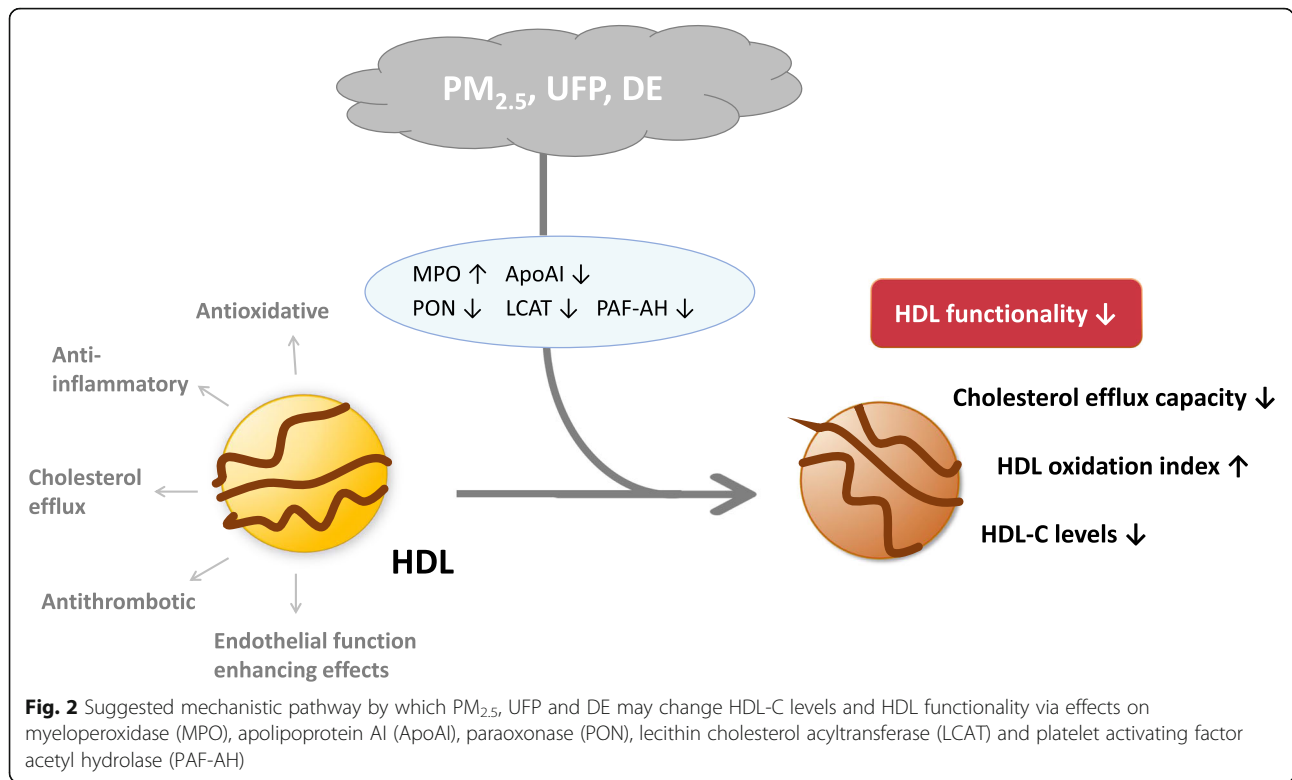 PM2.5, UFP, DE
MPO ↑ ApoAI ↓
PON ↓ LCAT ↓ PAF-AH ↓
HDL functionality ↓
Antioxidative
Anti-
inflammatory
Cholesterol
efflux
Antithrombotic
Endothelial function
enhancing effects
HDL
Cholesterol efflux capacity ↓
HDL oxidation index ↑
HDL-C levels ↓
Fig. 2 Suggested mechanistic pathway by which PM2.5, UFP and DE may change HDL-C levels and HDL functionality via effects on
myeloperoxidase (MPO), apolipoprotein AI (ApoAI), paraoxonase (PON), lecithin cholesterol acyltransferase (LCAT) and platelet activating factor
acetyl hydrolase (PAF-AH)